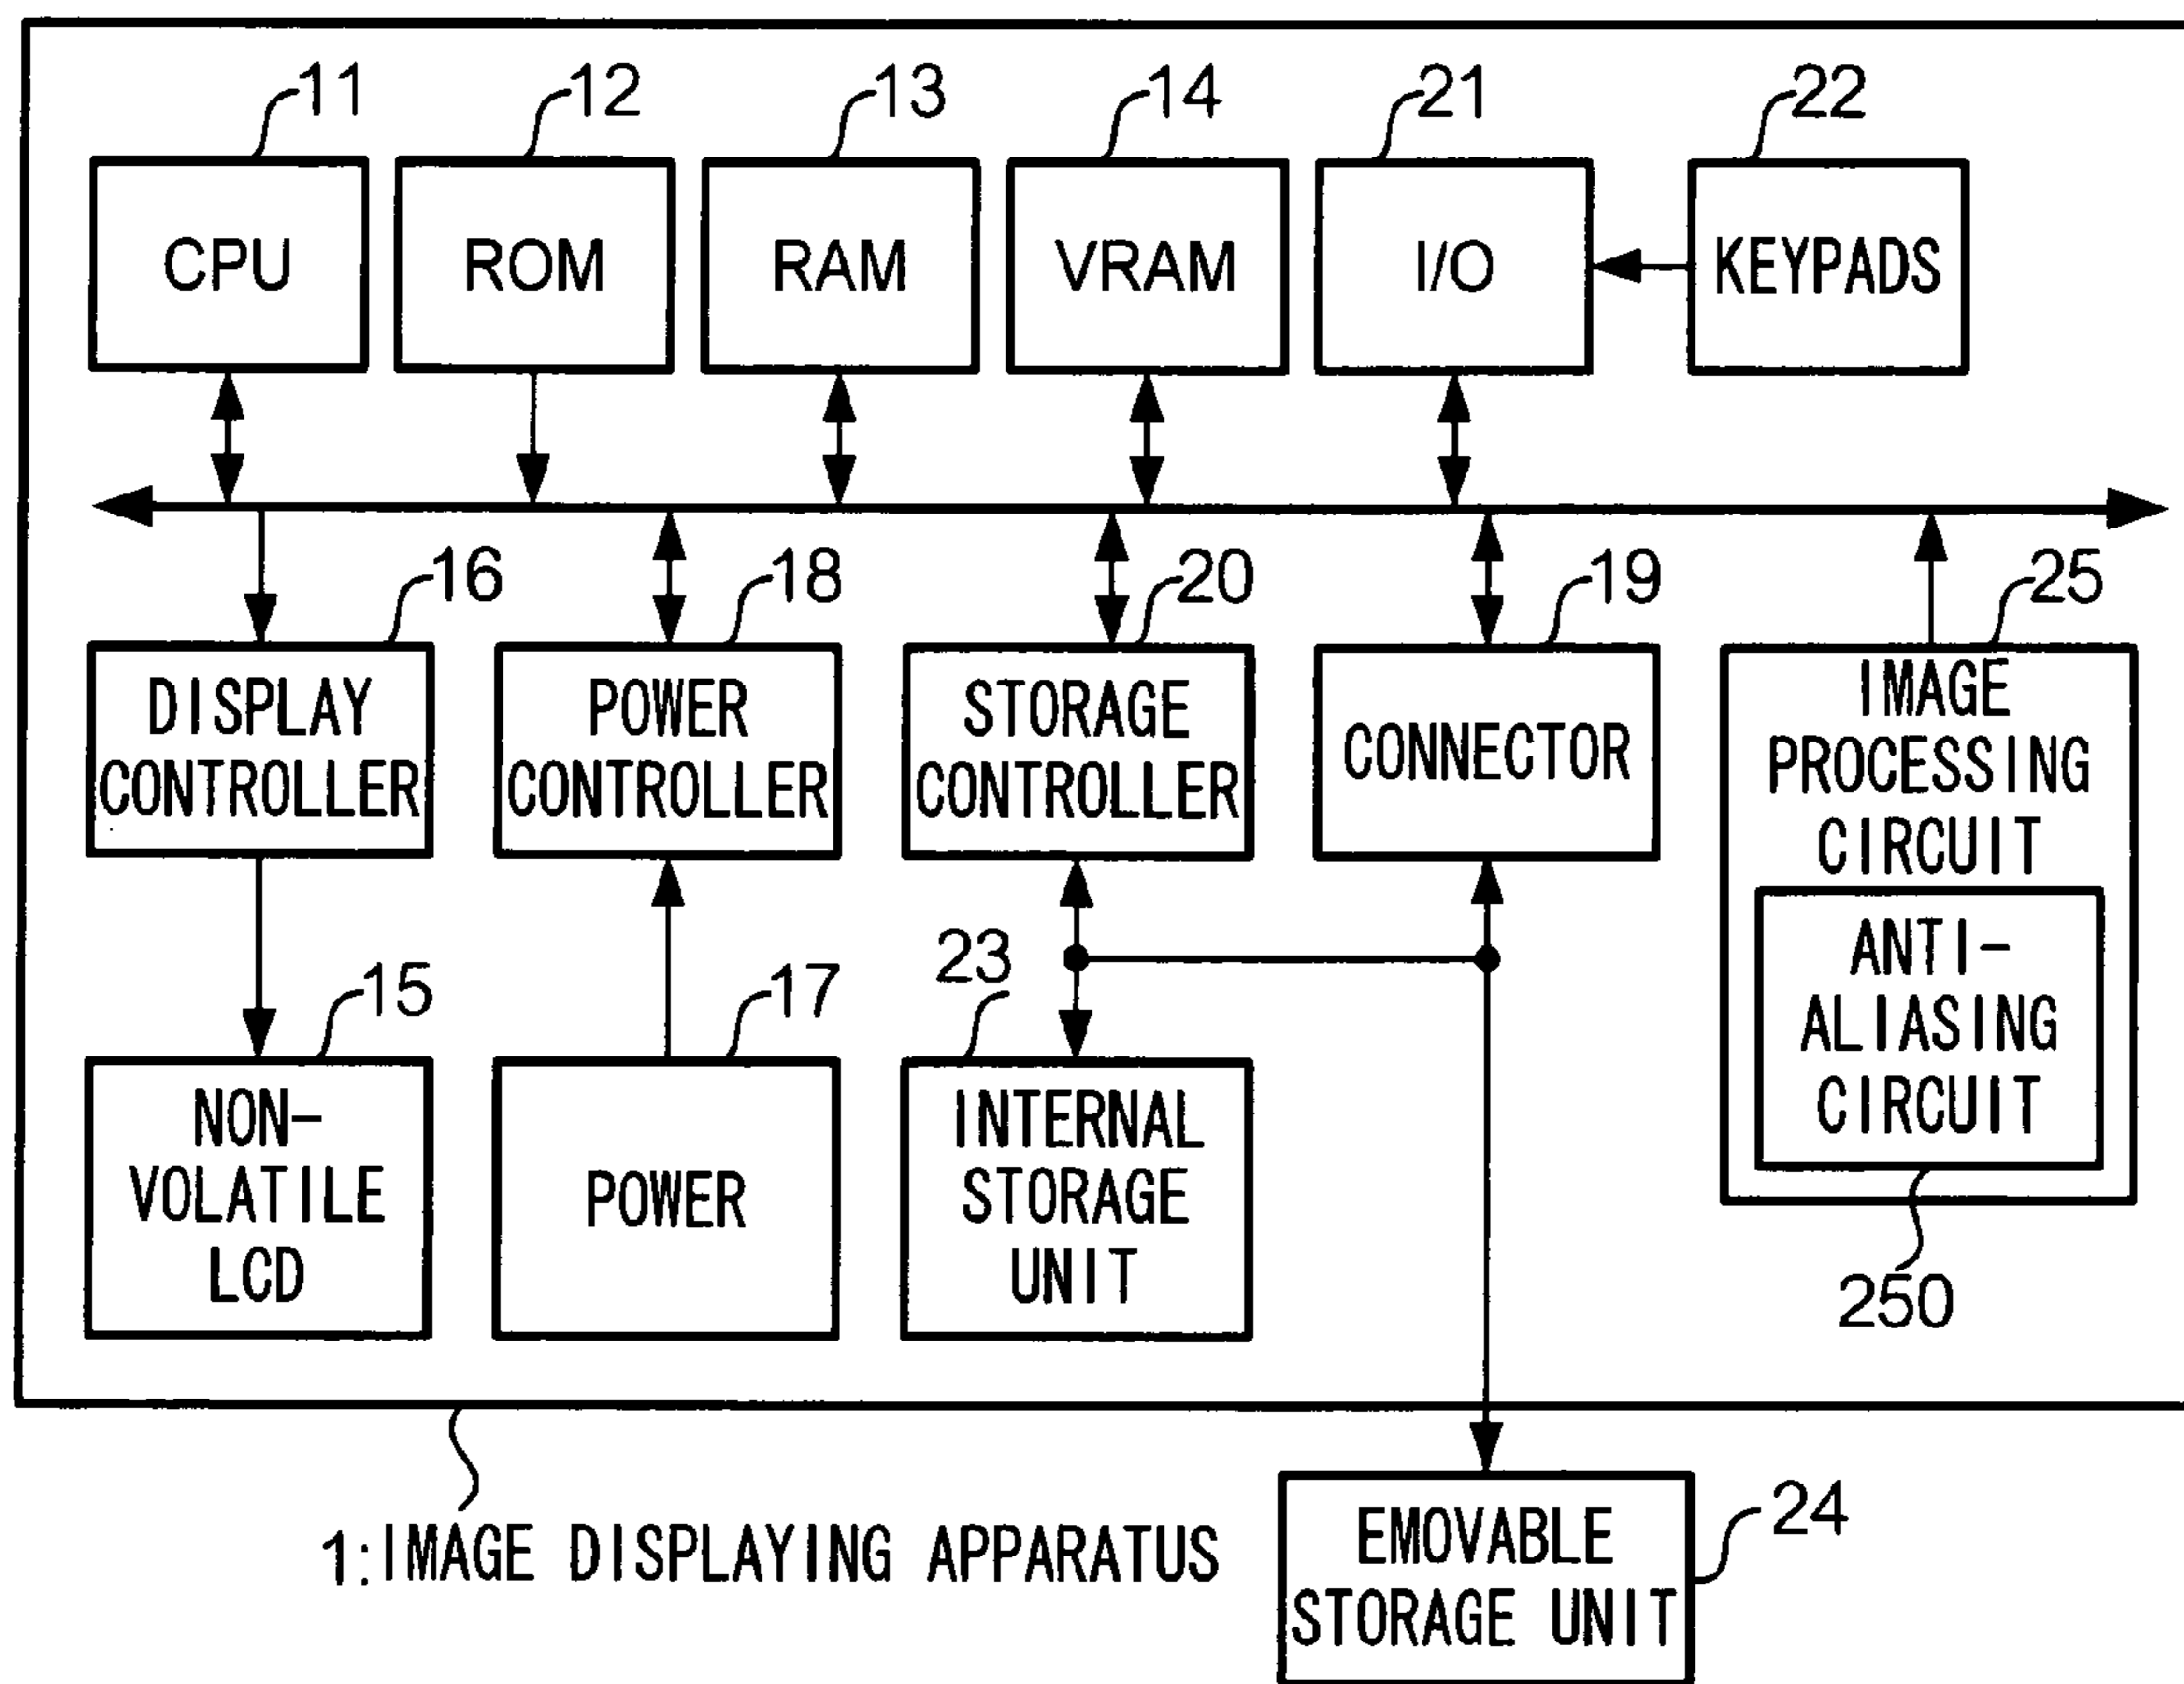 11
12
13
14
21
22
CPU
ROM
RAM
VRAM
I/O
KEYPADS
16
18
20
19
25
DISPLAY
CONTROLLER
POWER
CONTROLLER
STORAGE
CONTROLLER
CONNECTOR
IMAGE
PROCESSING
CIRCUIT
ANTI-
ALIASING
CIRCUIT
250
15
17
23
NON-
VOLATILE
LCD
POWER
INTERNAL
STORAGE
UNIT
1:IMAGE DISPLAYING APPARATUS
EMOVABLE
STORAGE UNIT
24